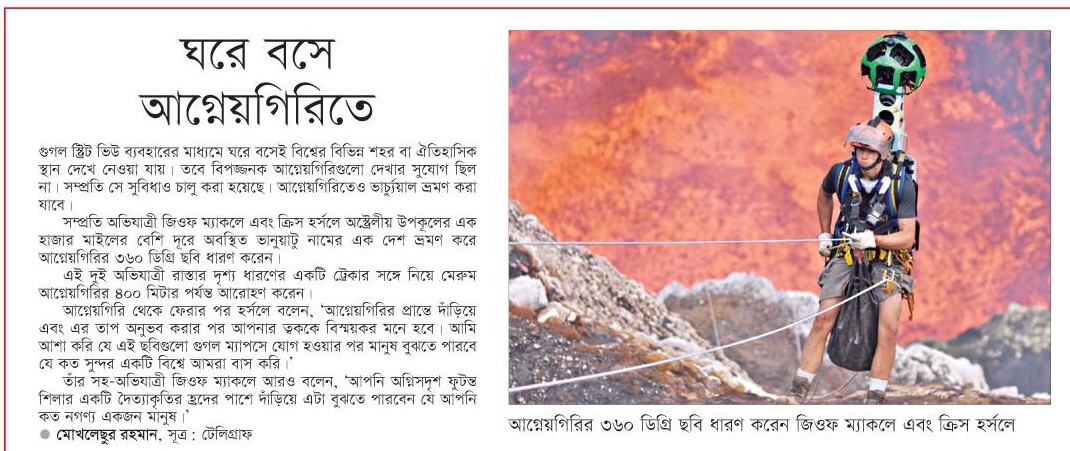 ঘরে বসে
আগ্নেয়গিরিতে
গুগল স্ট্রিট ভিউ ব্যবহারের মাধ্যমে ঘরে বসেই বিশ্বের বিভিন্ন শহর বা ঐতিহাসিক
স্থান দেখে নেওয়া যায়। তবে বিপজ্জনক আগ্নেয়গিরিগুলো দেখার সুযোগ ছিল
না। সম্প্রতি সে সুবিধাও চালু করা হয়েছে। আগ্নেয়গিরিতেও ভার্চ্যুয়াল ভ্রমণ করা
যাবে।
সম্প্রতি অভিযাত্রী জিওফ ম্যাকলে এবং ক্রিস হর্সলে অস্ট্রেলীয় উপকূলের এক
হাজার মাইলের বেশি দূরে অবস্থিত ভানুয়াটু নামের এক দেশ ভ্রমণ করে
আগ্নেয়গিরির ৩৬০ ডিগ্রি ছবি ধারণ করেন।
এই দুই অভিযাত্রী রাস্তার দৃশ্য ধারণের একটি ট্রেকার সঙ্গে নিয়ে মেরুম
আগ্নেয়গিরির ৪০০ মিটার পর্যন্ত আরোহণ করেন।
আগ্নেয়গিরি থেকে ফেরার পর হর্সলে বলেন, ‘আগ্নেয়গিরির প্রান্তে দাঁড়িয়ে
এবং এর তাপ অনুভব করার পর আপনার ত্বককে বিস্ময়কর মনে হবে। আমি
আশা করি যে এই ছবিগুলো গুগল ম্যাপসে যোগ হওয়ার পর মানুষ বুঝতে পারবে
যে কত সুন্দর একটি বিশ্বে আমরা বাস করি।’
তাঁর সহ-অভিযাত্রী জিওফ ম্যাকলে আরও বলেন, ‘আপনি অগ্নিসদৃশ ফুটন্ত
শিলার একটি দৈত্যাকৃতির হ্রদের পাশে দাঁড়িয়ে এটা বুঝতে পারবেন যে আপনি
কত নগণ্য একজন মানুষ।’
● মোখলেছুর রহমান, সূত্র : টেলিগ্রাফ
আগ্নেয়গিরির ৩৬০ ডিগ্রি ছবি ধারণ করেন জিওফ ম্যাকলে এবং ক্রিস হর্সলে